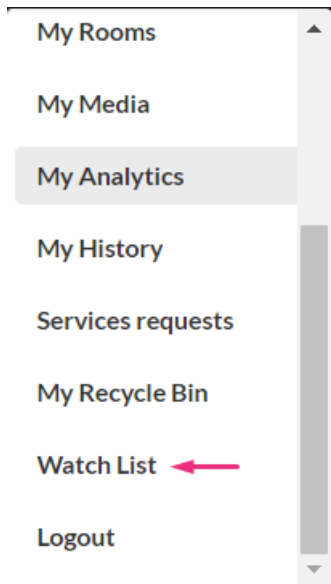 My Rooms
My Media
My Analytics
My History
Services requests
My Recycle Bin
Watch List
Logout